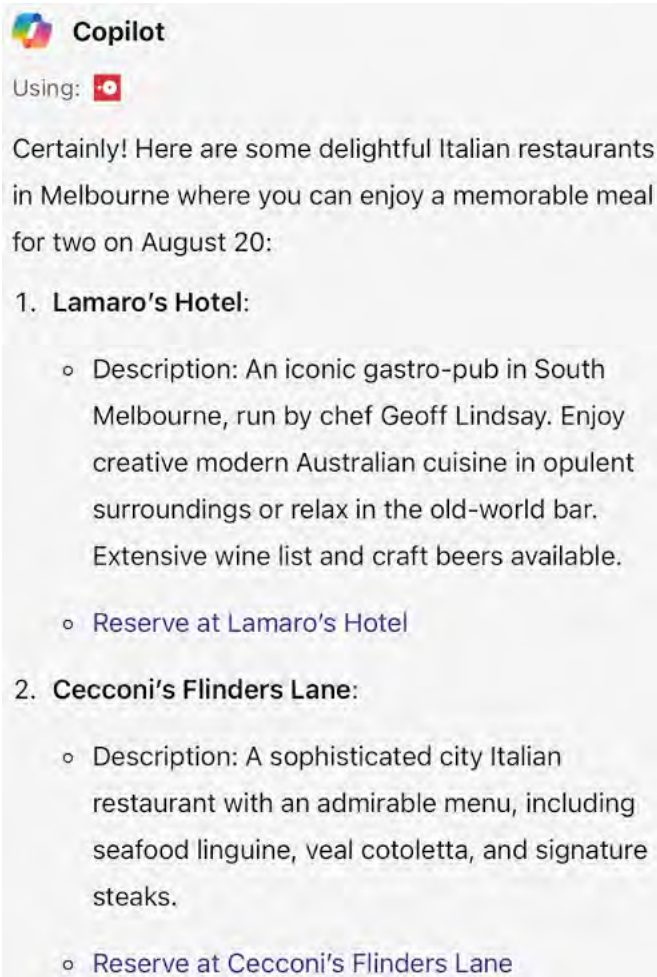 Copilot
Using:
Certainly! Here are some delightful Italian restaurants
in Melbourne where you can enjoy a memorable meal
for two on August 20:
1. Lamaro’s Hotel:
◦ Description: An iconic gastro-pub in South
Melbourne, run by chef Geoff Lindsay. Enjoy
creative modern Australian cuisine in opulent
surroundings or relax in the old-world bar.
Extensive wine list and craft beers available.
◦ Reserve at Lamaro’s Hotel
2. Cecconi’s Flinders Lane:
◦ Description: A sophisticated city Italian
restaurant with an admirable menu, including
seafood linguine, veal cotoletta, and signature
steaks.
◦ Reserve at Cecconi’s Flinders Lane